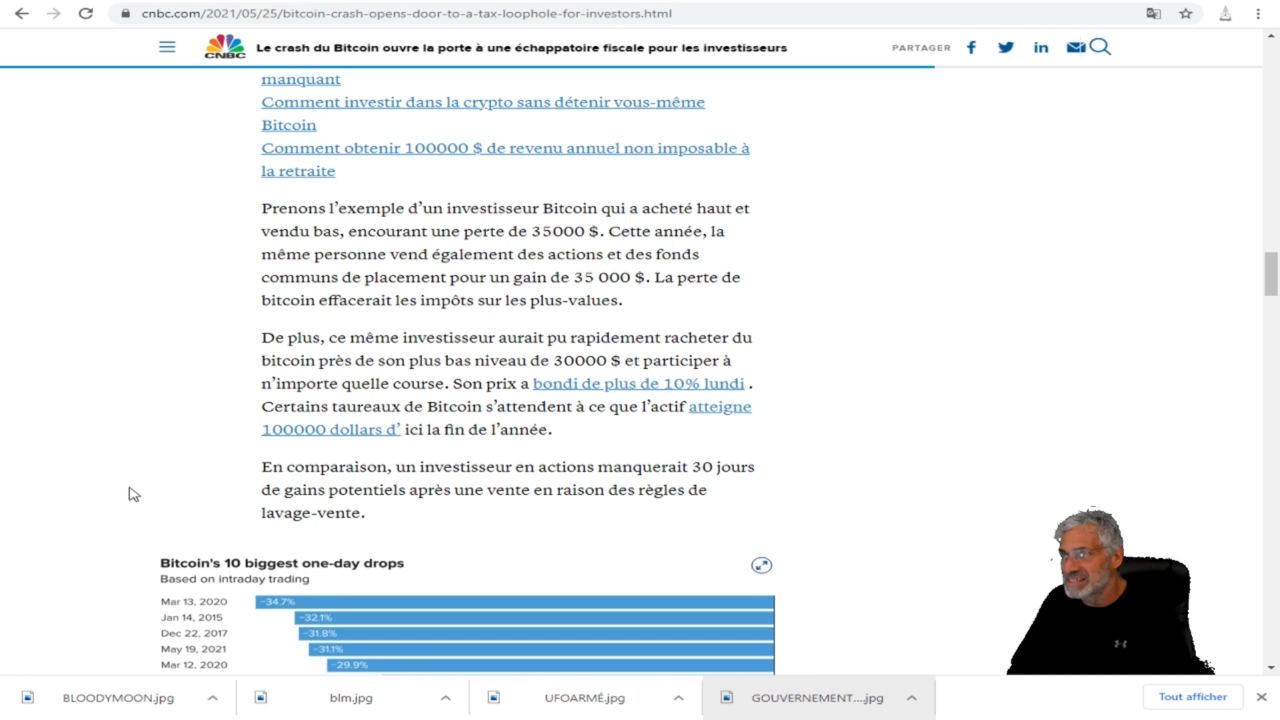 cnbc.com/2021/05/25/bitcoin-crash-opens-door-to-a-tax-loophole-for-investors.html
CNBC
Le crash du Bitcoin ouvre la porte à une échappatoire fiscale pour les investisseurs
PARTAGER
manquant
Comment investir dans la crypto sans détenir vous-même
Bitcoin
Comment obtenir 100000 $ de revenu annuel non imposable à
la retraite
Prenons l'exemple d'un investisseur Bitcoin qui a acheté haut et
vendu bas, encourant une perte de 35000 $. Cette année, la
même personne vend également des actions et des fonds
communs de placement pour un gain de 35 000 $. La perte de
bitcoin effacerait les impôts sur les plus-values.
De plus, ce même investisseur aurait pu rapidement racheter du
bitcoin près de son plus bas niveau de 30000 $ et participer à
n'importe quelle course. Son prix a bondi de plus de 10% lundi .
Certains taureaux de Bitcoin s'attendent à ce que l'actif atteigne
100000 dollars d' ici la fin de l'année.
En comparaison, un investisseur en actions manquerait 30 jours
de gains potentiels après une vente en raison des règles de
lavage-vente.
Bitcoin's 10 biggest one-day drops
Based on intraday trading
Mar 13, 2020 -34.7%
Jan 14, 2015 -32.1%
Dec 22, 2017 -31.8%
May 19, 2021 -31.1%
Mar 12, 2020 -29.9%
BLOODYMOON.jpg
blm.jpg
UFOARMÉ.jpg
GOUVERNEMENT....jpg
Tout afficher